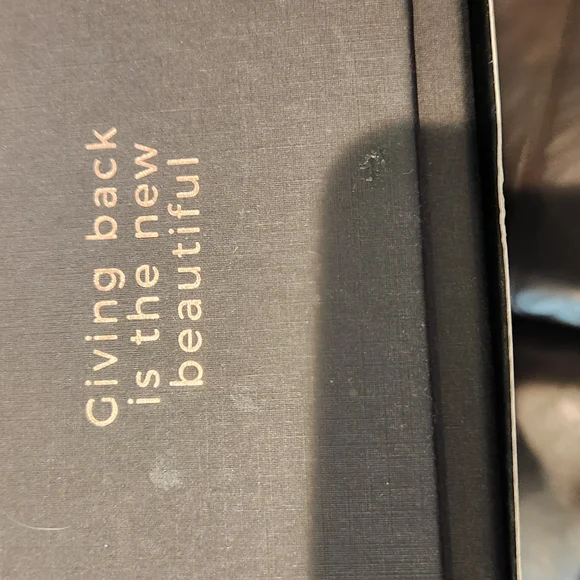 Giving back
is the new
beautiful